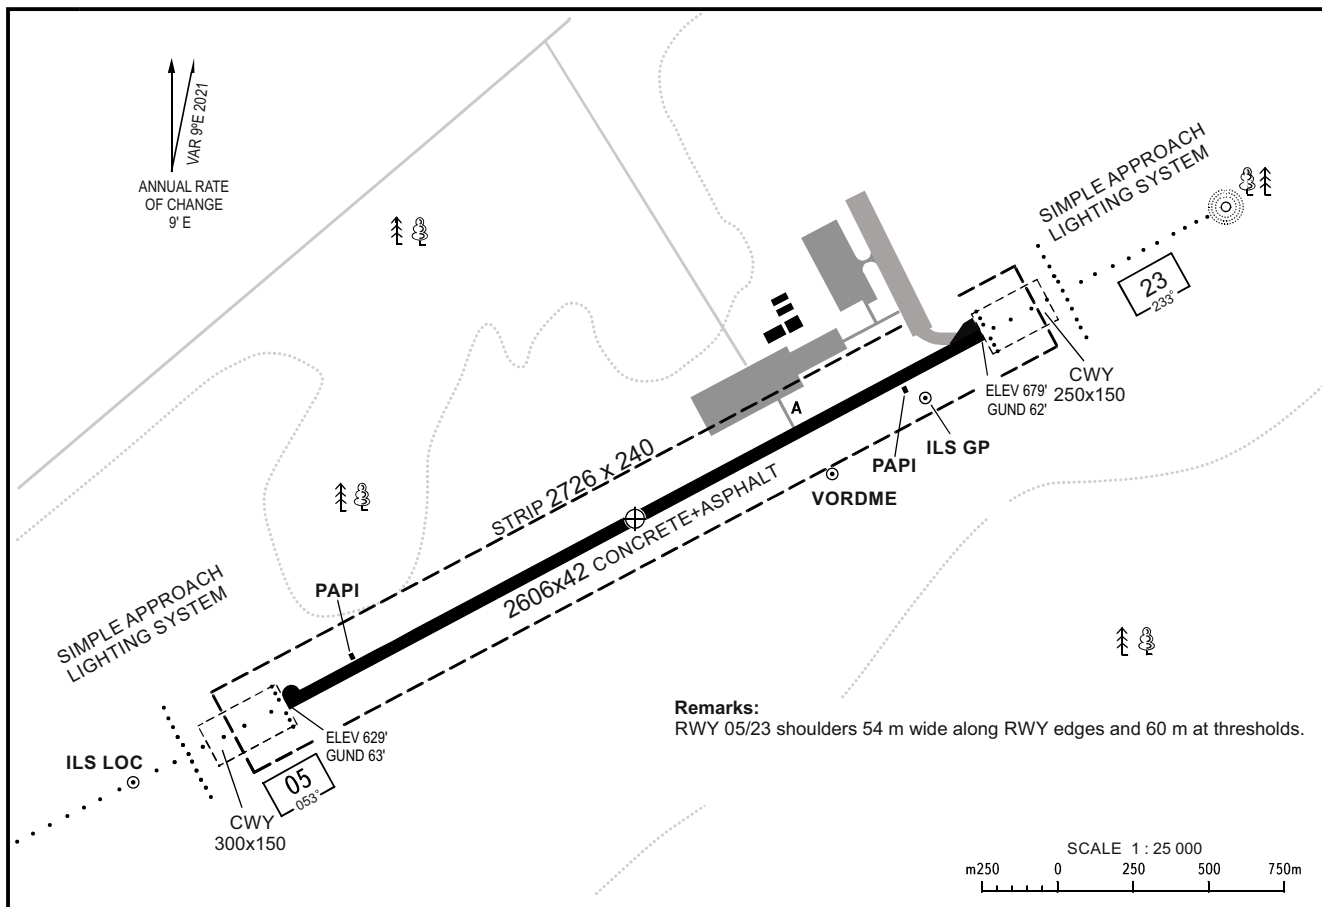 VAR 9ºE 2021
ANNUAL RATE
OF CHANGE
9' E
SIMPLE APPROACH
LIGHTING SYSTEM
23
233°
CWY
250x150
ELEV 679'
GUND 62'
A
ILS GP
PAPI
VORDME
STRIP 2726 x 240
2606x42 CONCRETE+ASPHALT
PAPI
SIMPLE APPROACH
LIGHTING SYSTEM
Remarks:
RWY 05/23 shoulders 54 m wide along RWY edges and 60 m at thresholds.
ELEV 629'
GUND 63'
ILS LOC
05
053°
CWY
300x150
SCALE 1 : 25 000
m250 0 250 500 750m